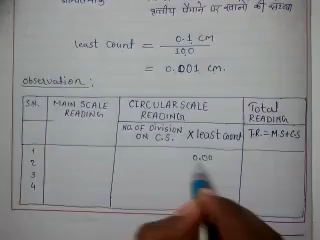 वृत्तीय पैमाने पर खानों की संख्या
least count = 0.1 cm
100
= 0.001 cm.
observation:
S.N. MAIN SCALE READING CIRCULAR SCALE READING Total READING
No. OF DIVISION ON C.S. × least count T.R. = M.S + C.S
1 0.00
2
3
4